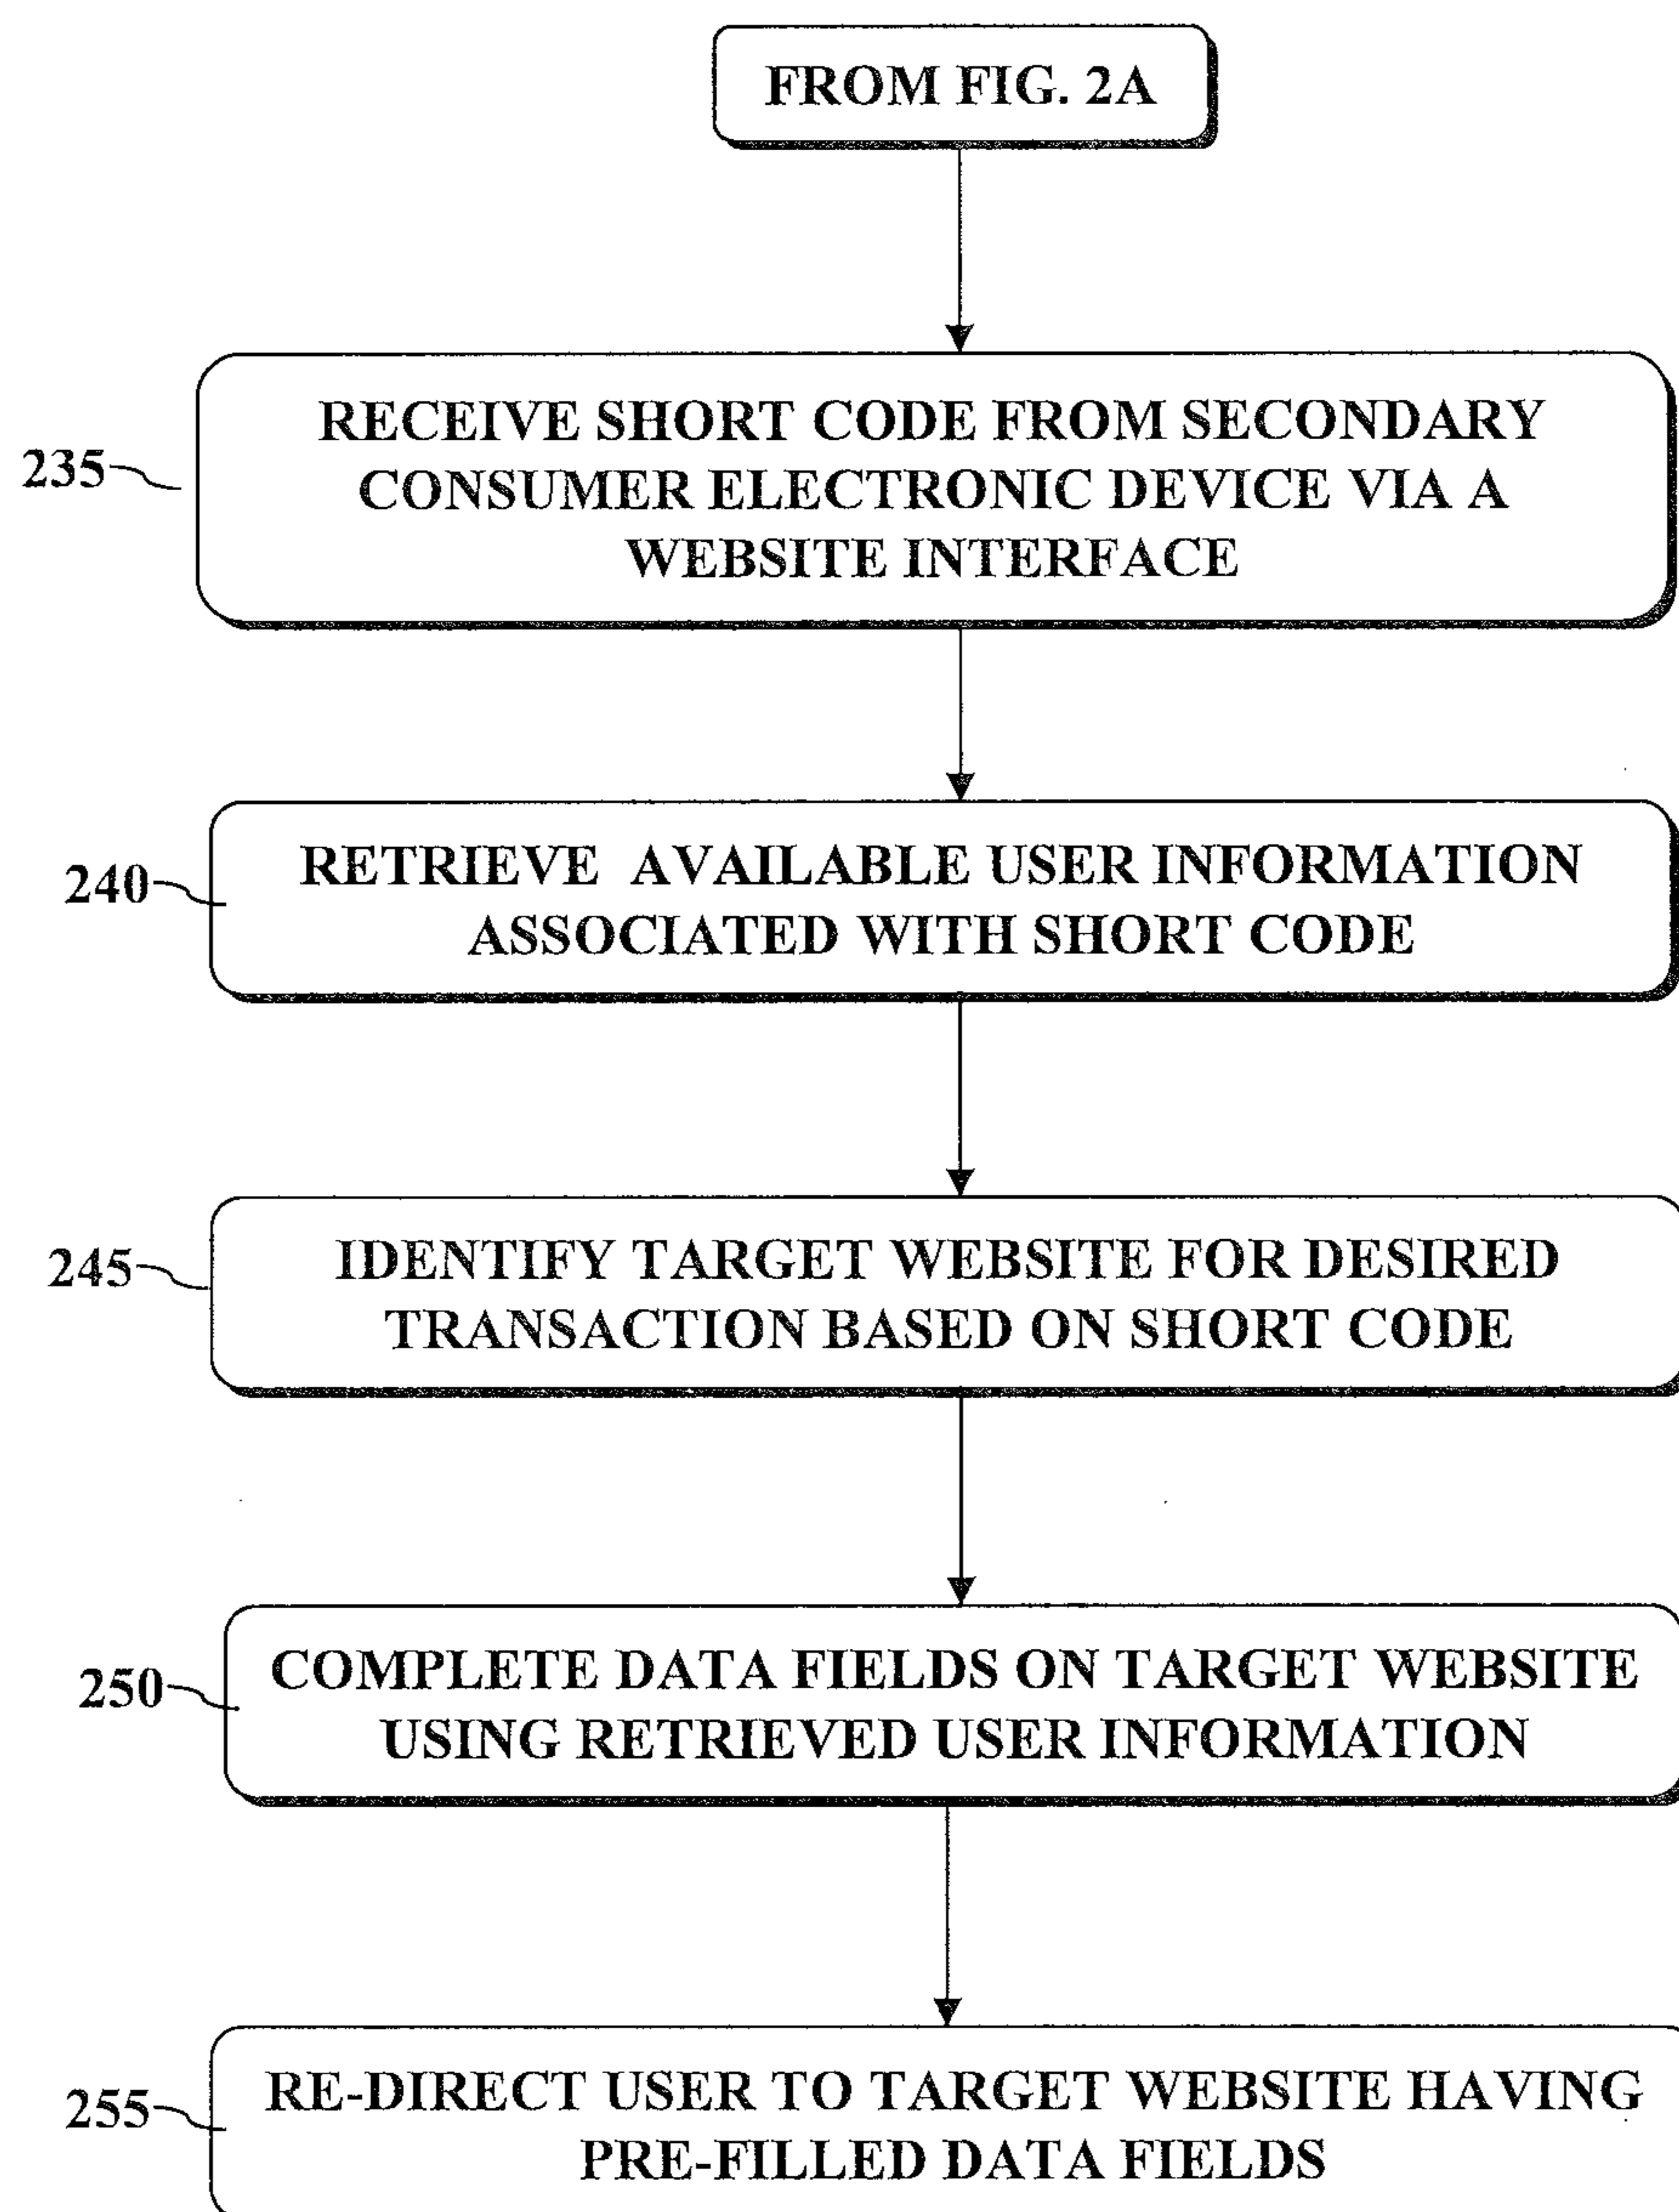 FROM FIG. 2A
235
RECEIVE SHORT CODE FROM SECONDARY
CONSUMER ELECTRONIC DEVICE VIA A
WEBSITE INTERFACE
240
RETRIEVE AVAILABLE USER INFORMATION
ASSOCIATED WITH SHORT CODE
245
IDENTIFY TARGET WEBSITE FOR DESIRED
TRANSACTION BASED ON SHORT CODE
250
COMPLETE DATA FIELDS ON TARGET WEBSITE
USING RETRIEVED USER INFORMATION
255
RE-DIRECT USER TO TARGET WEBSITE HAVING
PRE-FILLED DATA FIELDS